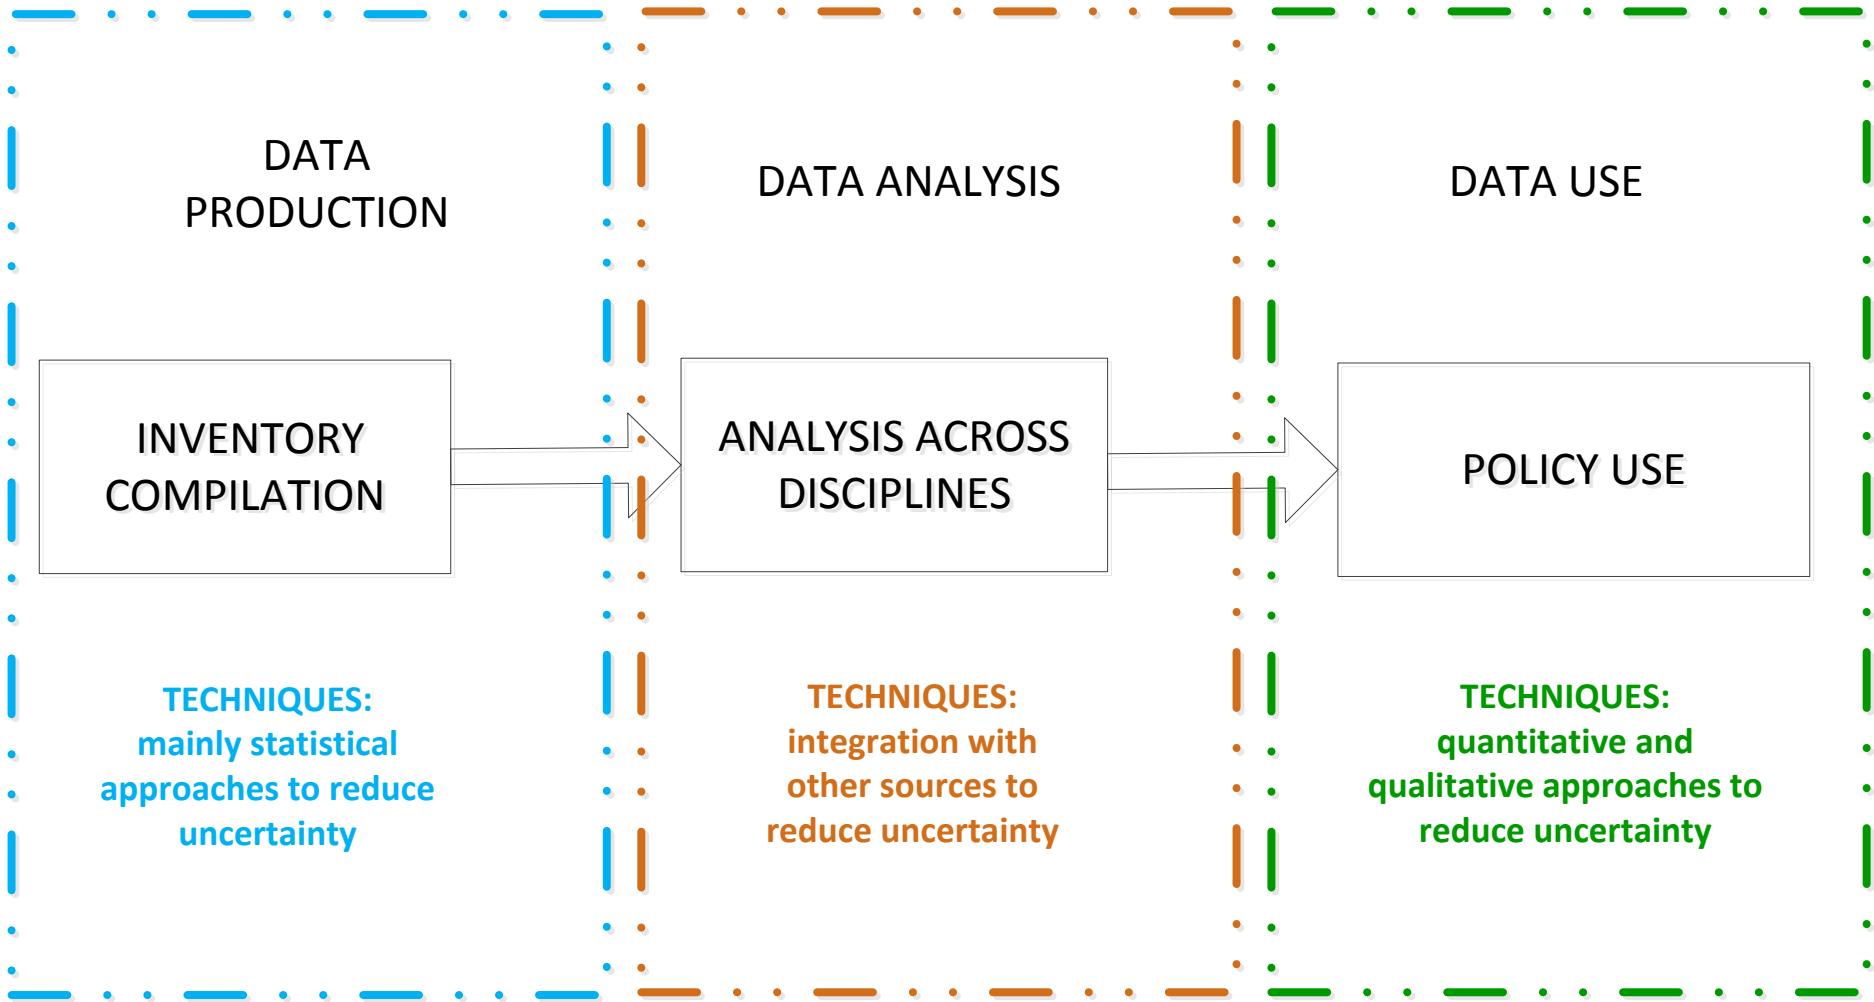 DATA
PRODUCTION
INVENTORY
COMPILATION
TECHNIQUES:
mainly statistical
approaches to reduce
uncertainty
DATA ANALYSIS
ANALYSIS ACROSS
DISCIPLINES
TECHNIQUES:
integration with
other sources to
reduce uncertainty
DATA USE
POLICY USE
TECHNIQUES:
quantitative and
qualitative approaches to
reduce uncertainty